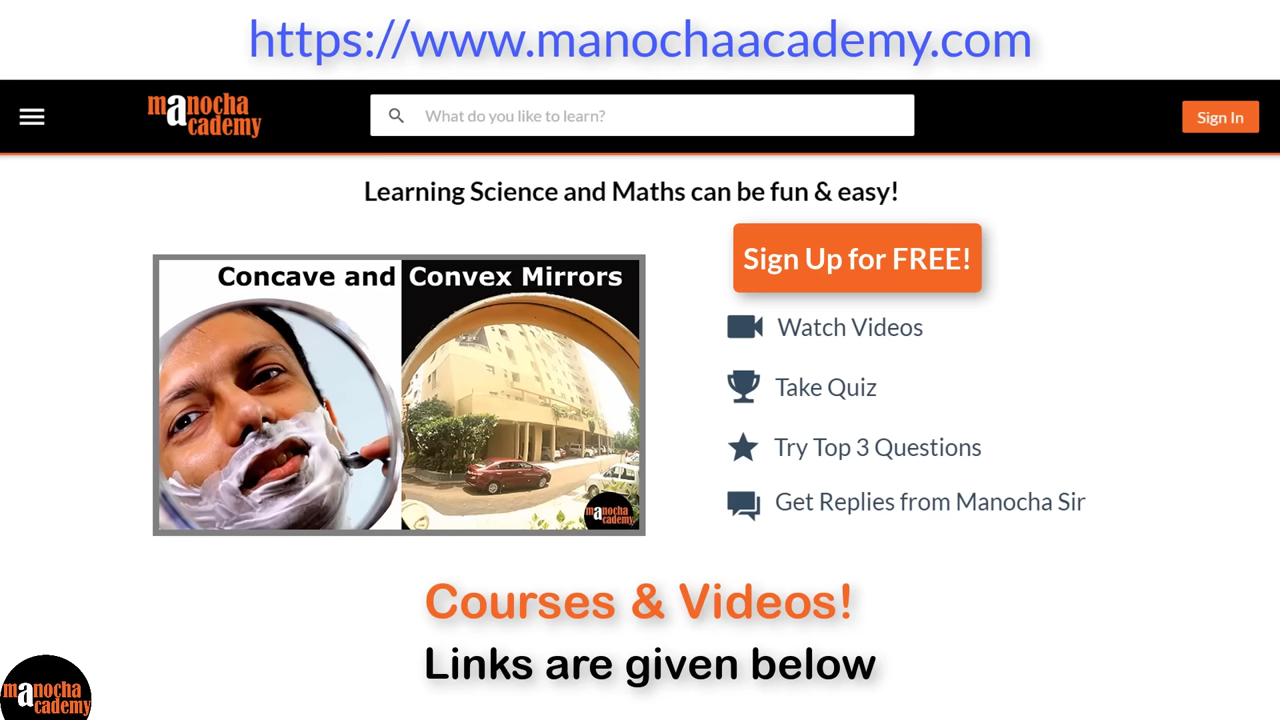 https://www.manochaacademy.com
manocha
academy
What do you like to learn?
Sign In
Learning Science and Maths can be fun & easy!
Sign Up for FREE!
Concave and Convex Mirrors
Watch Videos
Take Quiz
Try Top 3 Questions
Get Replies from Manocha Sir
manocha
academy
Courses & Videos!
Links are given below
manocha
academy